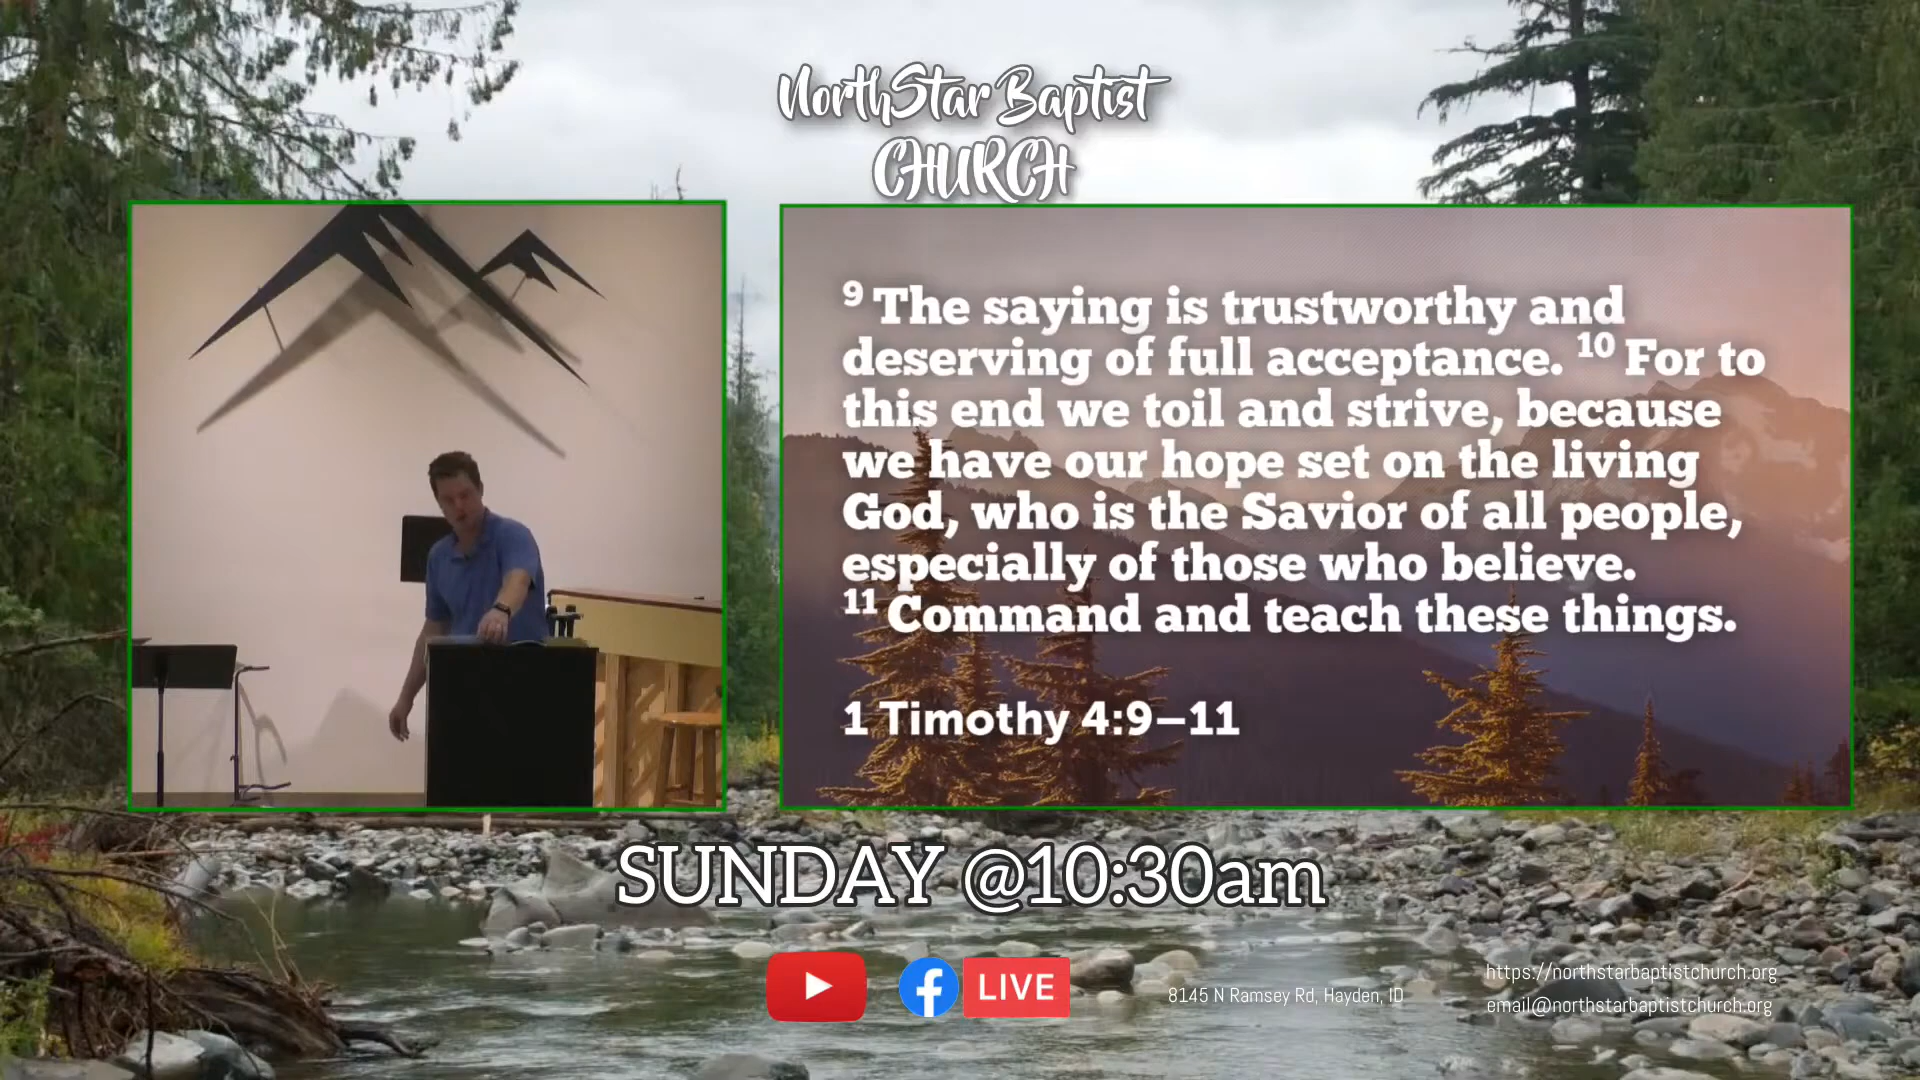 NorthStar Baptist
CHURCH
9 The saying is trustworthy and
deserving of full acceptance. 10 For to
this end we toil and strive, because
we have our hope set on the living
God, who is the Savior of all people,
especially of those who believe.
11 Command and teach these things.
1 Timothy 4:9–11
SUNDAY @10:30am
LIVE
8145 N Ramsey Rd, Hayden, ID
https://northstarbaptistchurch.org
email@northstarbaptistchurch.org